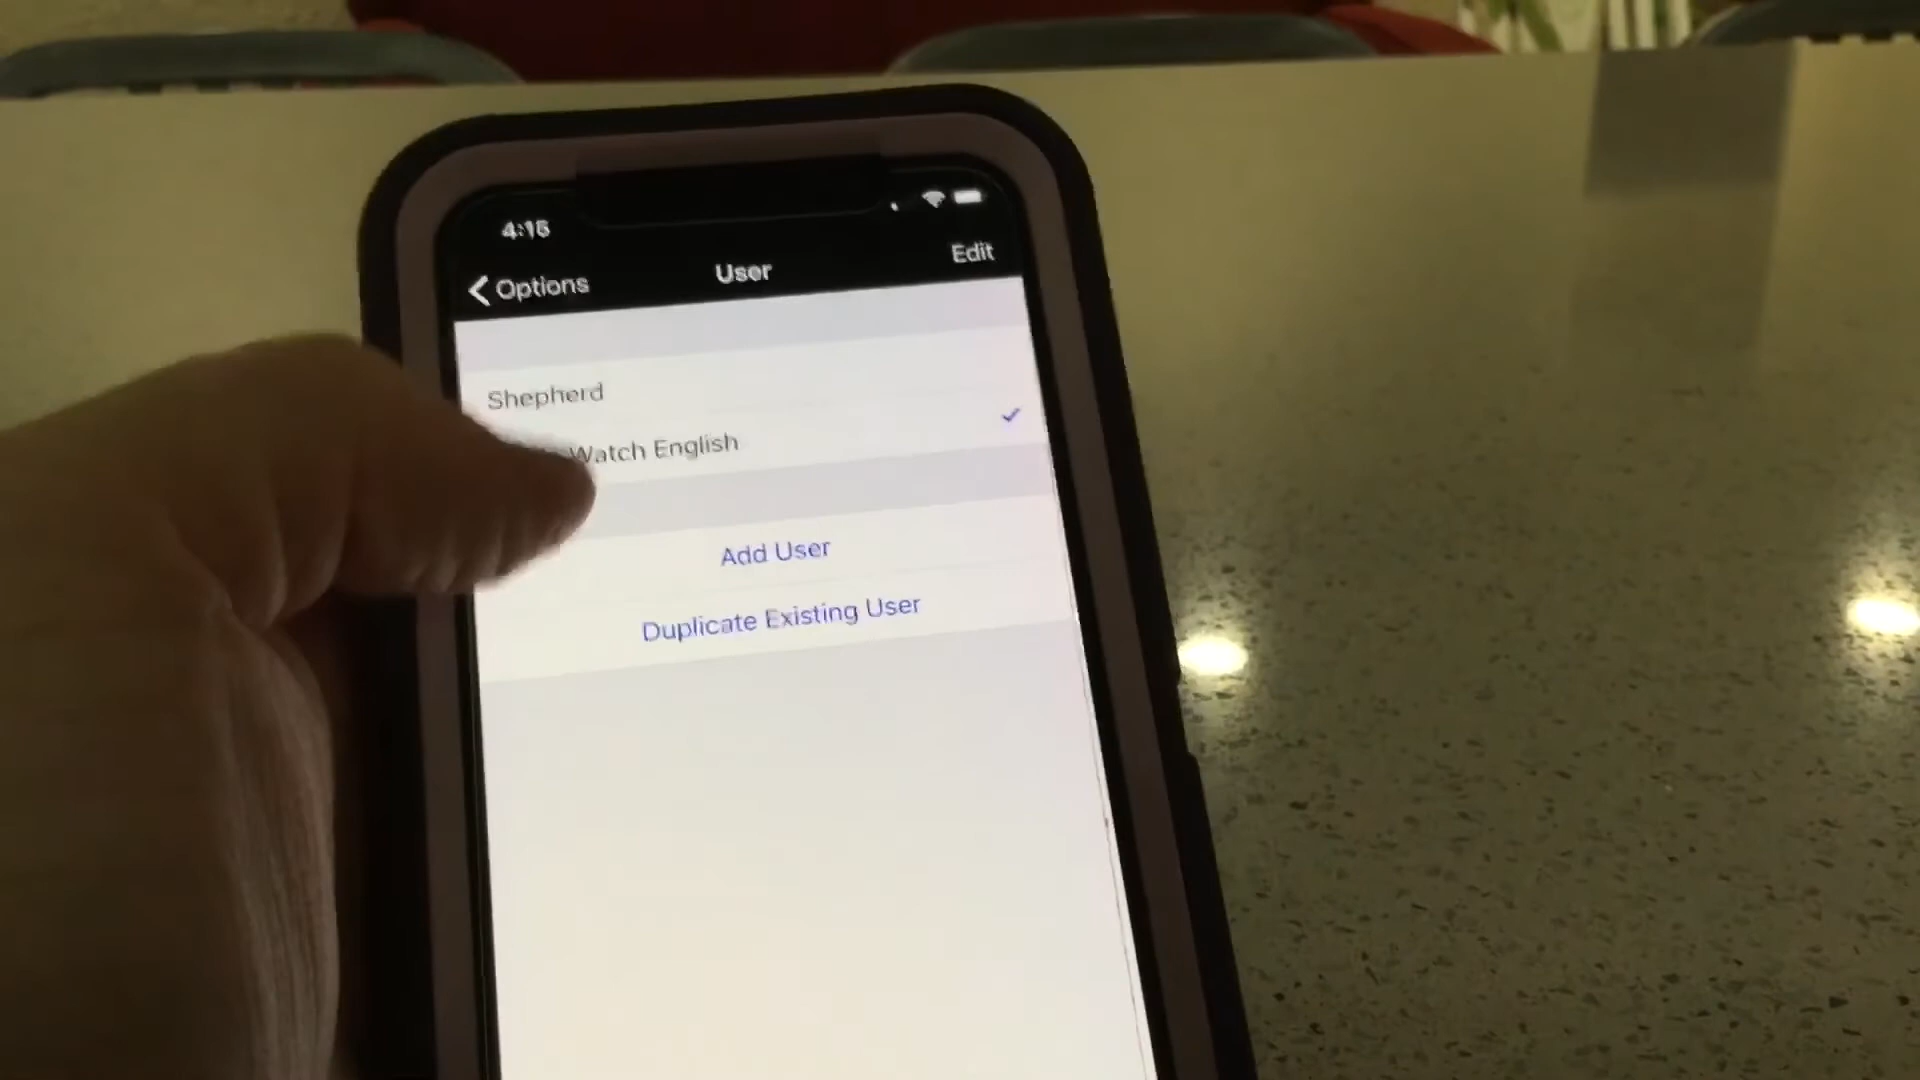 4:15
Options
User
Edit
Shepherd
Watch English
Add User
Duplicate Existing User